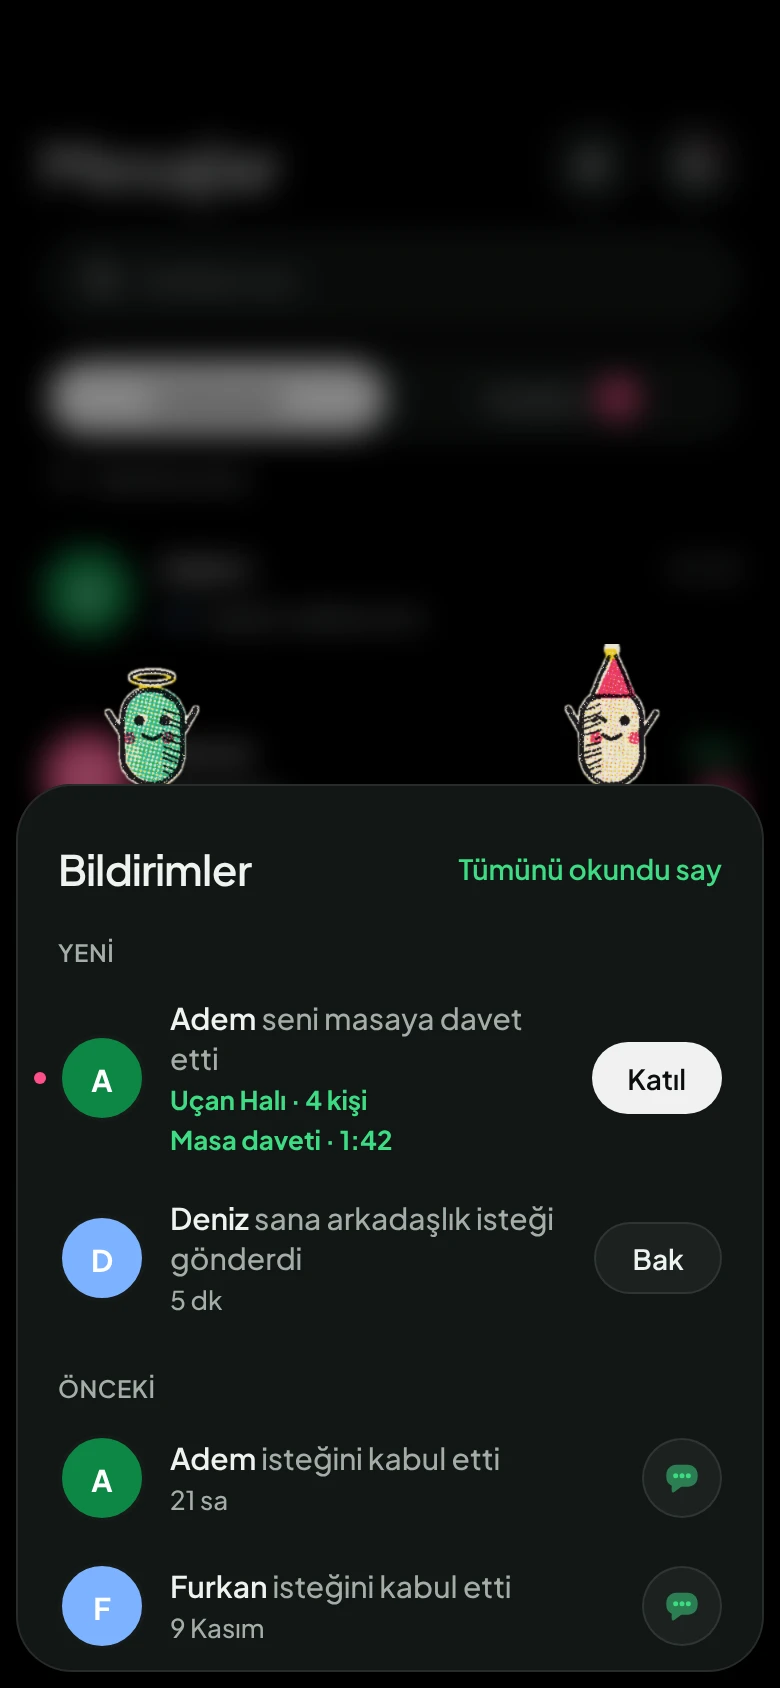 Bildirimler
Tümünü okundu say
YENİ
A
Adem seni masaya davet
etti
Uçan Halı · 4 kişi
Masa daveti · 1:42
Katıl
D
Deniz sana arkadaşlık isteği
gönderdi
5 dk
Bak
ÖNCEKİ
A
Adem isteğini kabul etti
21 sa
F
Furkan isteğini kabul etti
9 Kasım